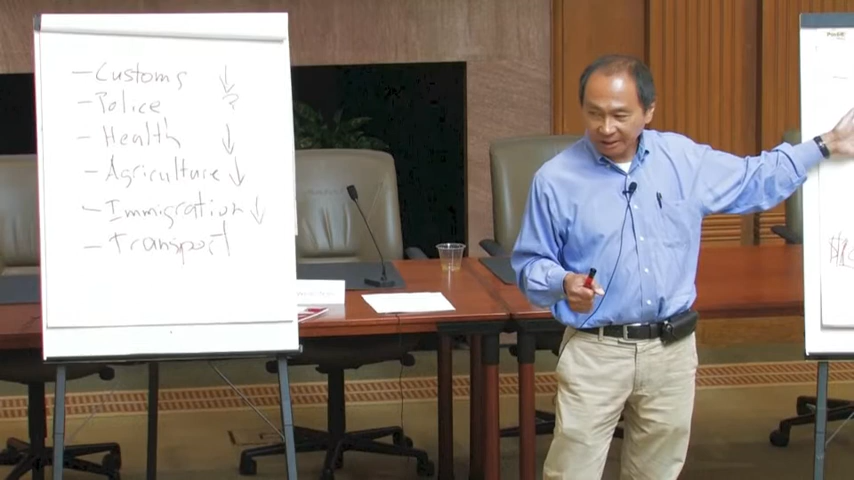 — Customs ↓
— Police ?
— Health ↓
— Agriculture ↓
— Immigration ↓
— Transport